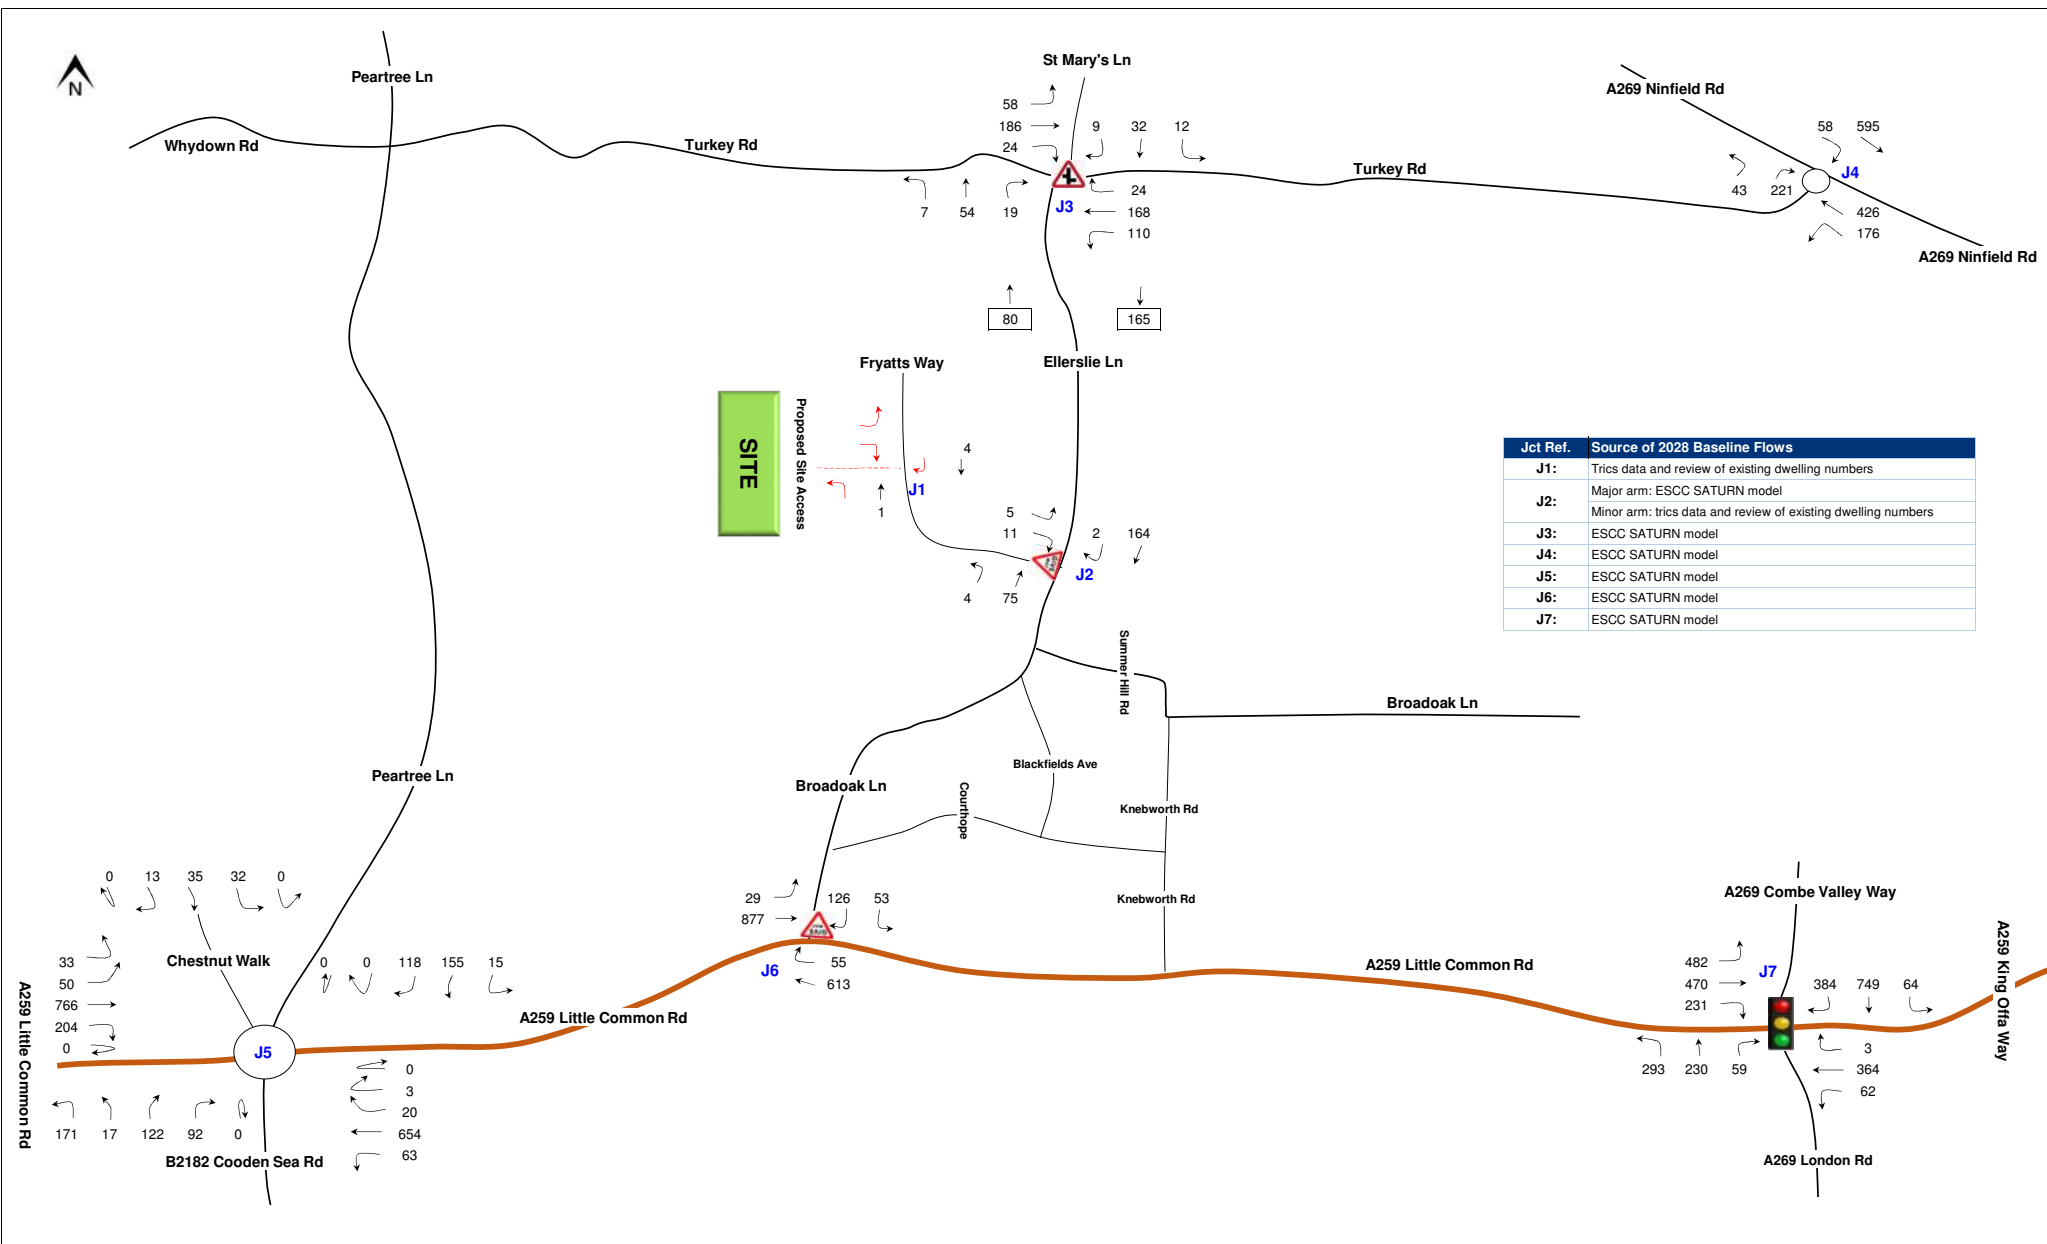 N
Peartree Ln
Whydown Rd
Turkey Rd
St Mary's Ln
58
186
24
9 32 12
7 54 19
J3
24
168
110
Turkey Rd
A269 Ninfield Rd
58 595
J4
43 221
426
176
A269 Ninfield Rd
80 165
Fryatts Way
Ellerslie Ln
SITE
Proposed Site Access
4
J1
1
5
11
2 164
J2
4 75
Jct Ref. Source of 2028 Baseline Flows
J1: Trics data and review of existing dwelling numbers
J2: Major arm: ESCC SATURN model
Minor arm: trics data and review of existing dwelling numbers
J3: ESCC SATURN model
J4: ESCC SATURN model
J5: ESCC SATURN model
J6: ESCC SATURN model
J7: ESCC SATURN model
Summer Hill Rd
Broadoak Ln
Blackfields Ave
Peartree Ln
Broadoak Ln
Courthope
Knebworth Rd
Knebworth Rd
0 13 35 32 0
33
50
766
204
0
Chestnut Walk
0 0 118 155 15
A259 Little Common Rd
J5
A259 Little Common Rd
0
3
20
654
63
171 17 122 92 0
B2182 Cooden Sea Rd
29
877
126 53
J6
55
613
A259 Little Common Rd
A269 Combe Valley Way
A259 King Offa Way
482
470
231
J7
384 749 64
293 230 59
3
364
62
A269 London Rd